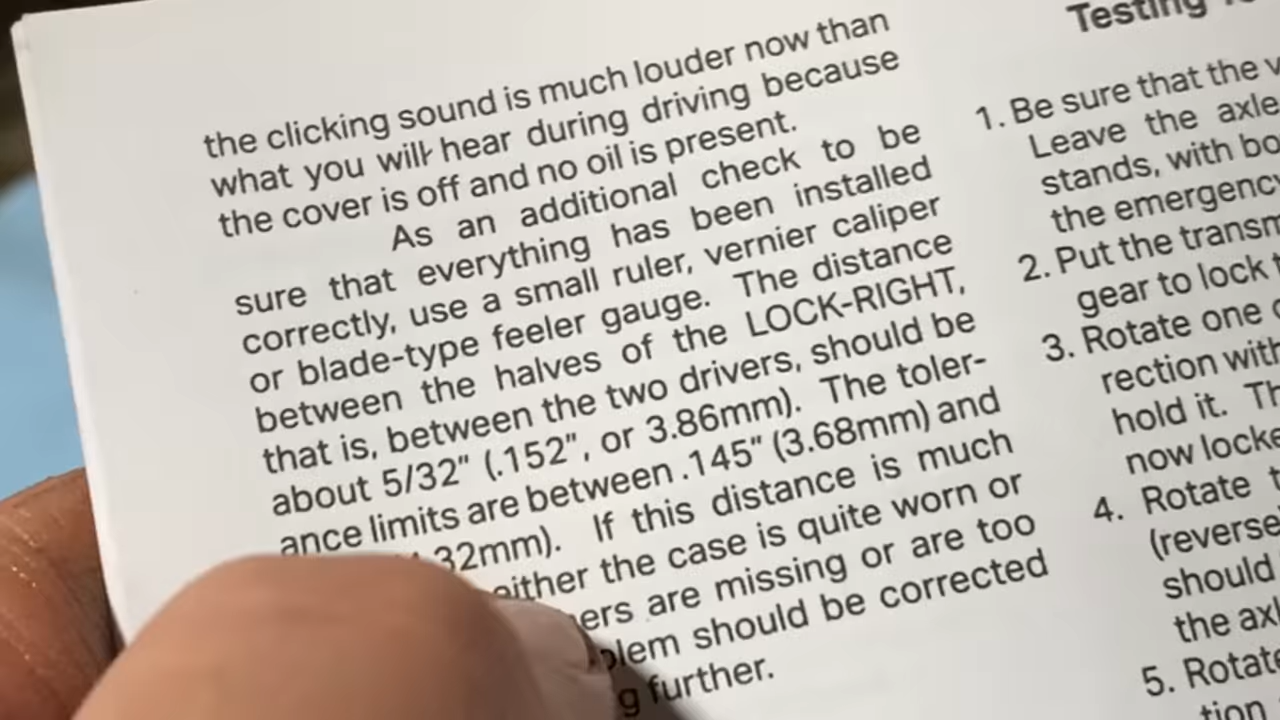 the clicking sound is much louder now than
what you will hear during driving because
the cover is off and no oil is present.
As an additional check to be
sure that everything has been installed
correctly, use a small ruler, vernier caliper
or blade-type feeler gauge. The distance
between the halves of the LOCK-RIGHT,
that is, between the two drivers, should be
about 5/32" (.152", or 3.86mm). The toler-
ance limits are between .145" (3.68mm) and
32mm). If this distance is much
either the case is quite worn or
ers are missing or are too
should be corrected
further.
Testing
1. Be sure that the
Leave the axle
stands, with
the emergency
2. Put the
gear to lock
3. Rotate one
rection with
hold it.
now locke
4. Rotate
(reverse
should
the
5. Rotate
tion